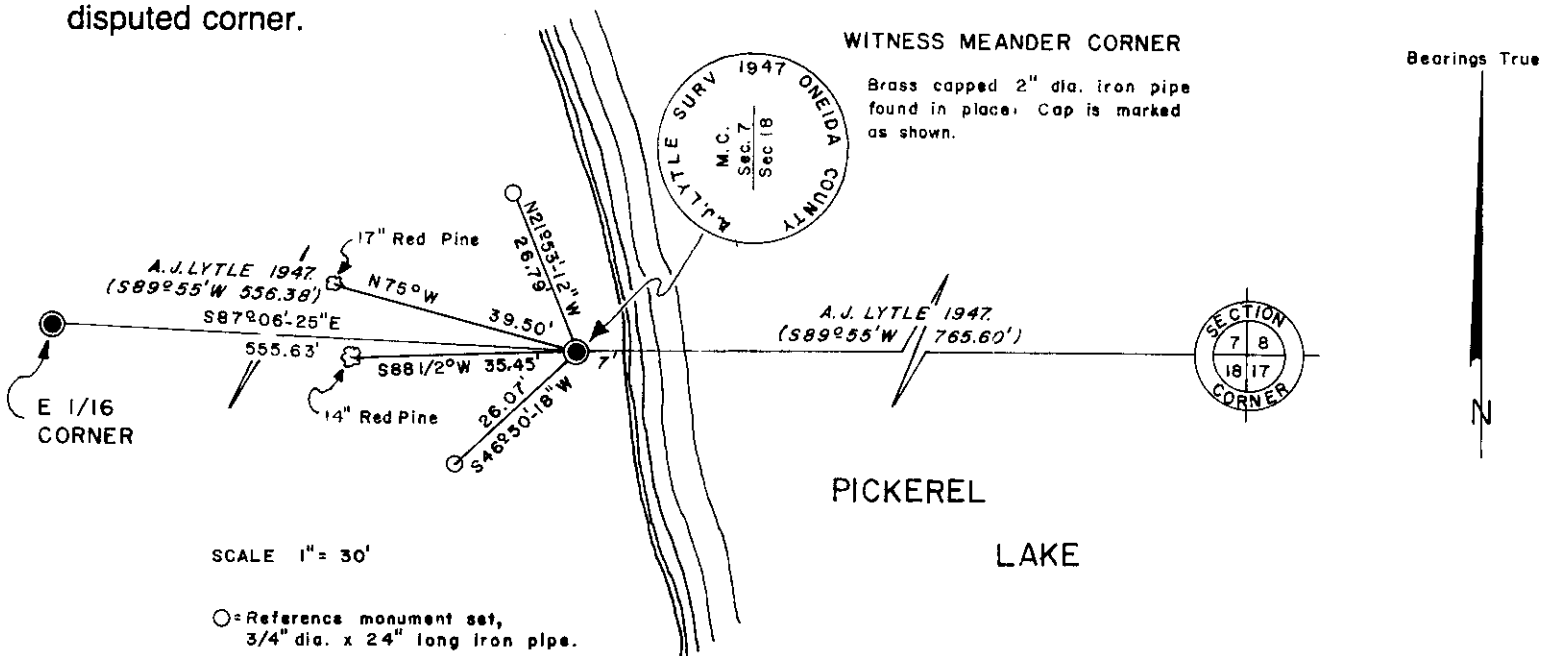 disputed corner.
WITNESS MEANDER CORNER
Brass capped 2" dia. iron pipe
found in place. Cap is marked
as shown.
Bearings True
A.J. LYTLE SURV 1947 ONEIDA COUNTY
M.C.
Sec. 7
Sec 18
17" Red Pine
A.J. LYTLE 1947.
(S89°55'W 556.38')
S87°06'-25"E
555.63'
N75°W
39.50'
N21°53'-12"W
26.79'
S88 1/2°W 35.45'
14" Red Pine
26.07'
S46°50'-18"W
7'
A.J. LYTLE 1947.
(S89°55'W 765.60')
SECTION
7 8
18 17
CORNER
E 1/16
CORNER
N
PICKEREL
LAKE
SCALE 1" = 30'
O = Reference monument set,
3/4" dia. x 24" long iron pipe.